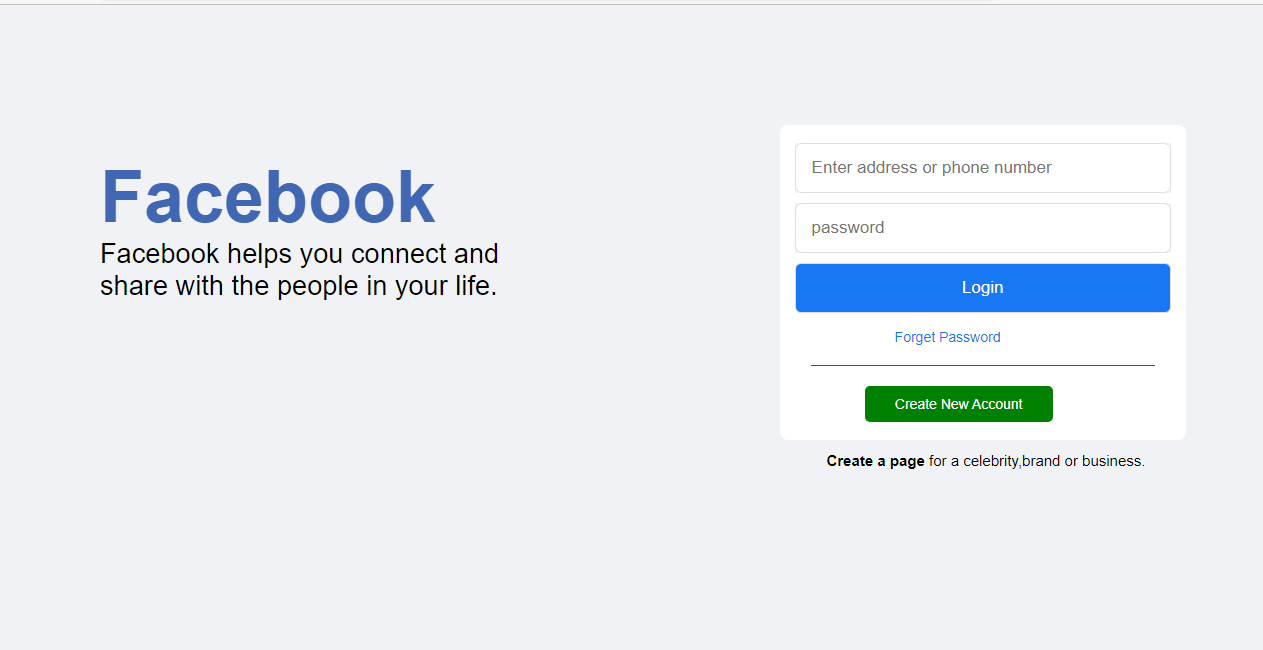 Facebook
Facebook helps you connect and
share with the people in your life.
Enter address or phone number
password
Login
Forget Password
Create New Account
Create a page for a celebrity,brand or business.